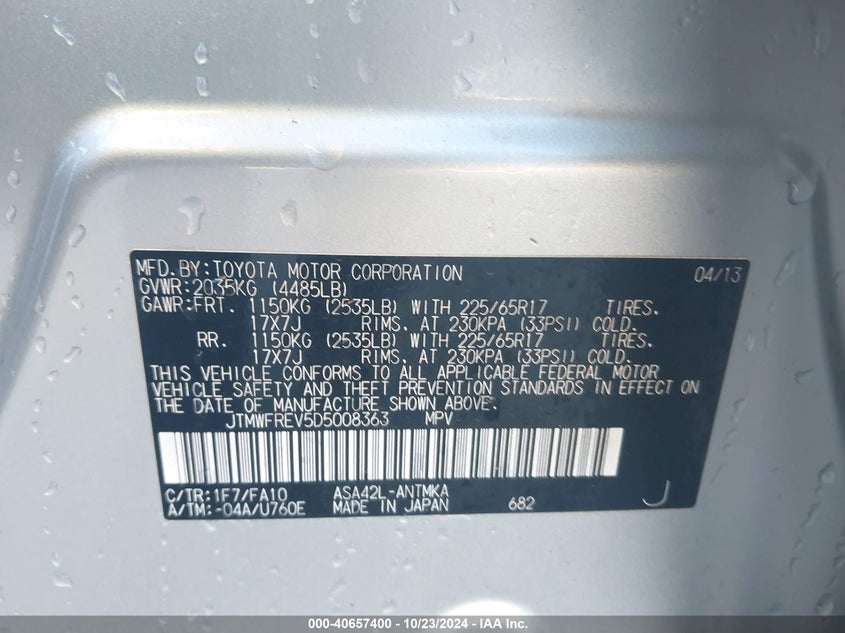 MFD.BY:TOYOTA MOTOR CORPORATION 04/13
GVWR:2035KG (4485LB)
GAWR:FRT. 1150KG (2535LB) WITH 225/65R17 TIRES.
17X7J RIMS. AT 230KPA (33PSI) COLD.
RR. 1150KG (2535LB) WITH 225/65R17 TIRES.
17X7J RIMS. AT 230KPA (33PSI) COLD.
THIS VEHICLE CONFORMS TO ALL APPLICABLE FEDERAL MOTOR
VEHICLE SAFETY AND THEFT PREVENTION STANDARDS IN EFFECT ON
THE DATE OF MANUFACTURE SHOWN ABOVE.
JTMWFREV5D5008363 MPV
C/TR:1F7/FA10 ASA42L-ANTMKA
A/TM:-04A/U760E MADE IN JAPAN 682 J
000-40657400 - 10/23/2024 - IAA Inc.